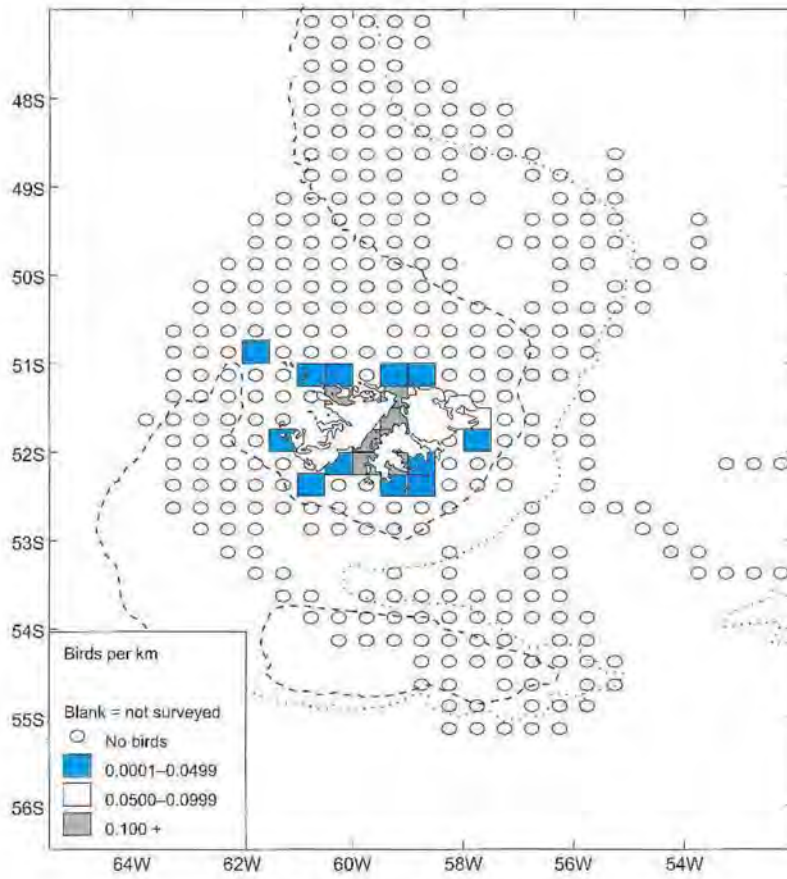 48S
49S
50S
51S
52S
53S
54S
55S
56S
Birds per km
Blank = not surveyed
No birds
0.0001–0.0499
0.0500–0.0999
0.100 +
64W 62W 60W 58W 56W 54W